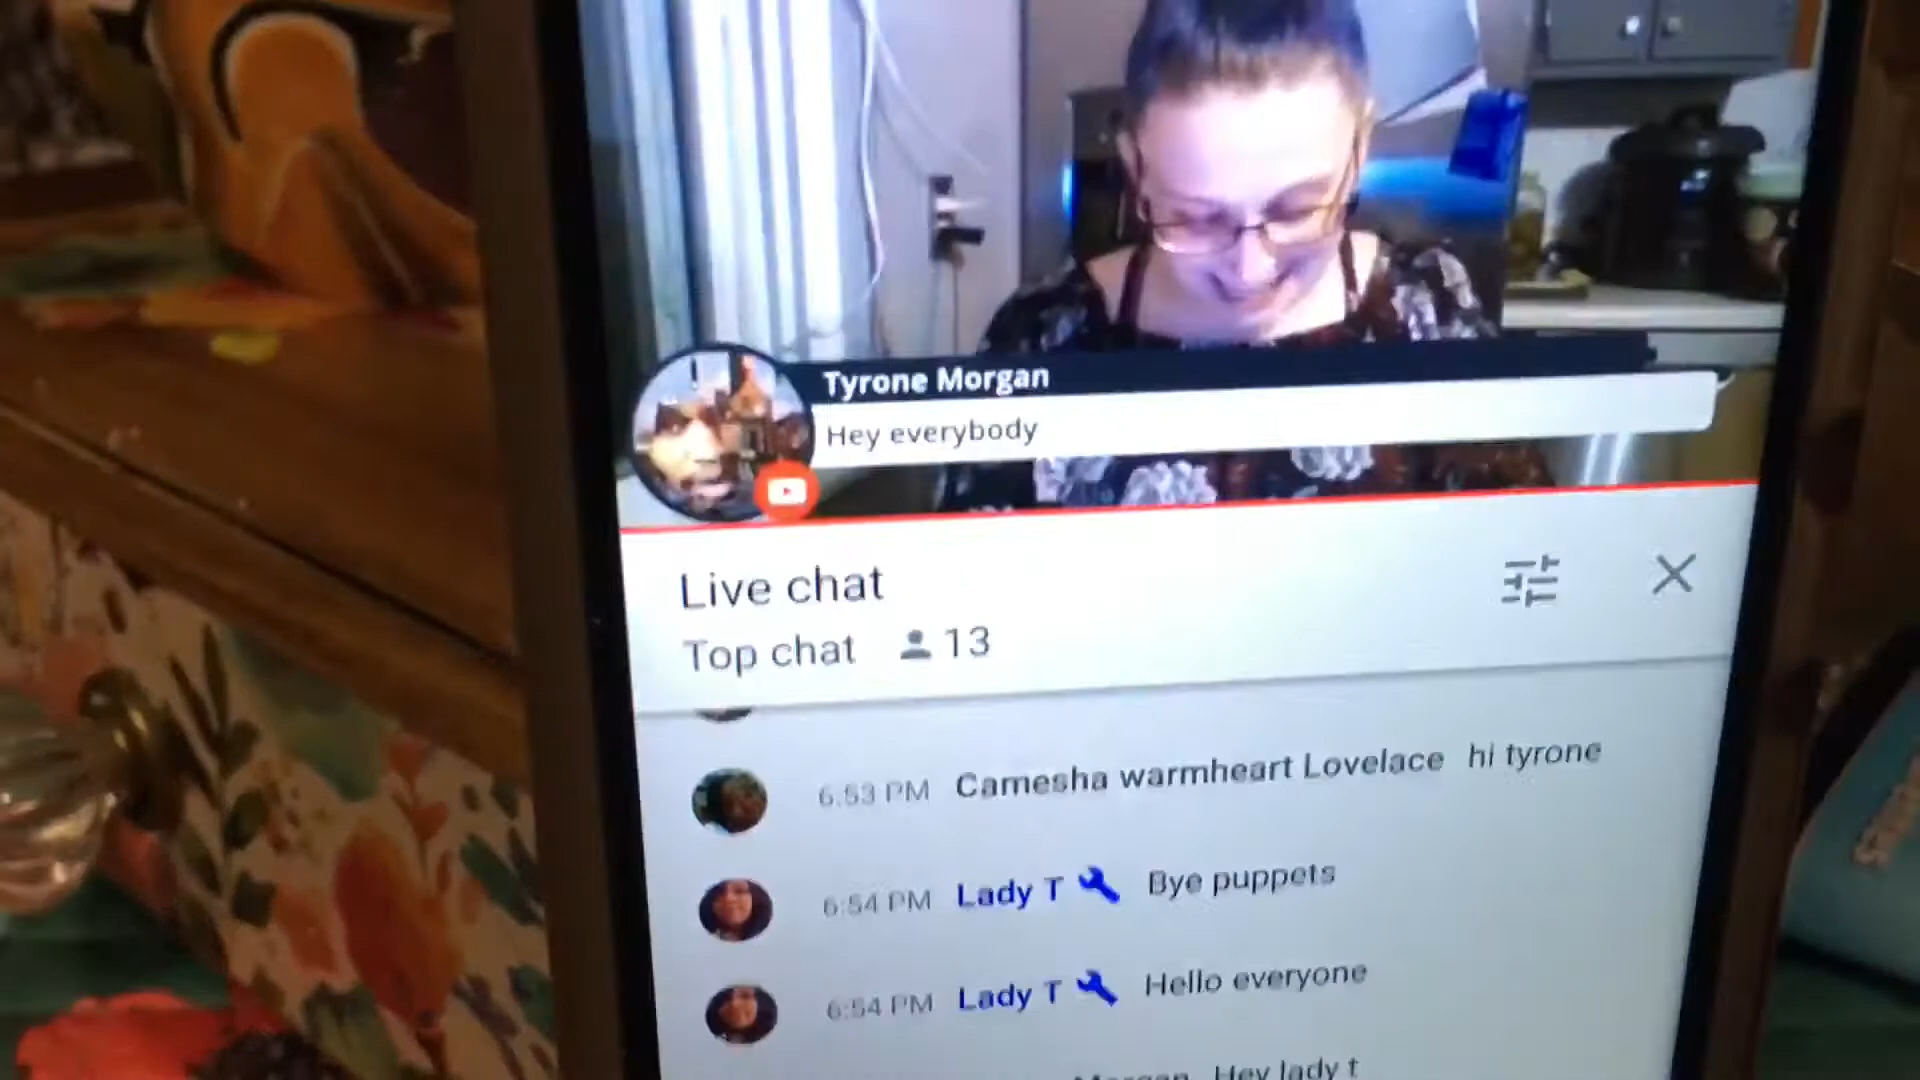 Tyrone Morgan
Hey everybody
Live chat
Top chat 13
6:53 PM Camesha warmheart Lovelace hi tyrone
6:54 PM Lady T Bye puppets
6:54 PM Lady T Hello everyone
Morgan Hey lady t